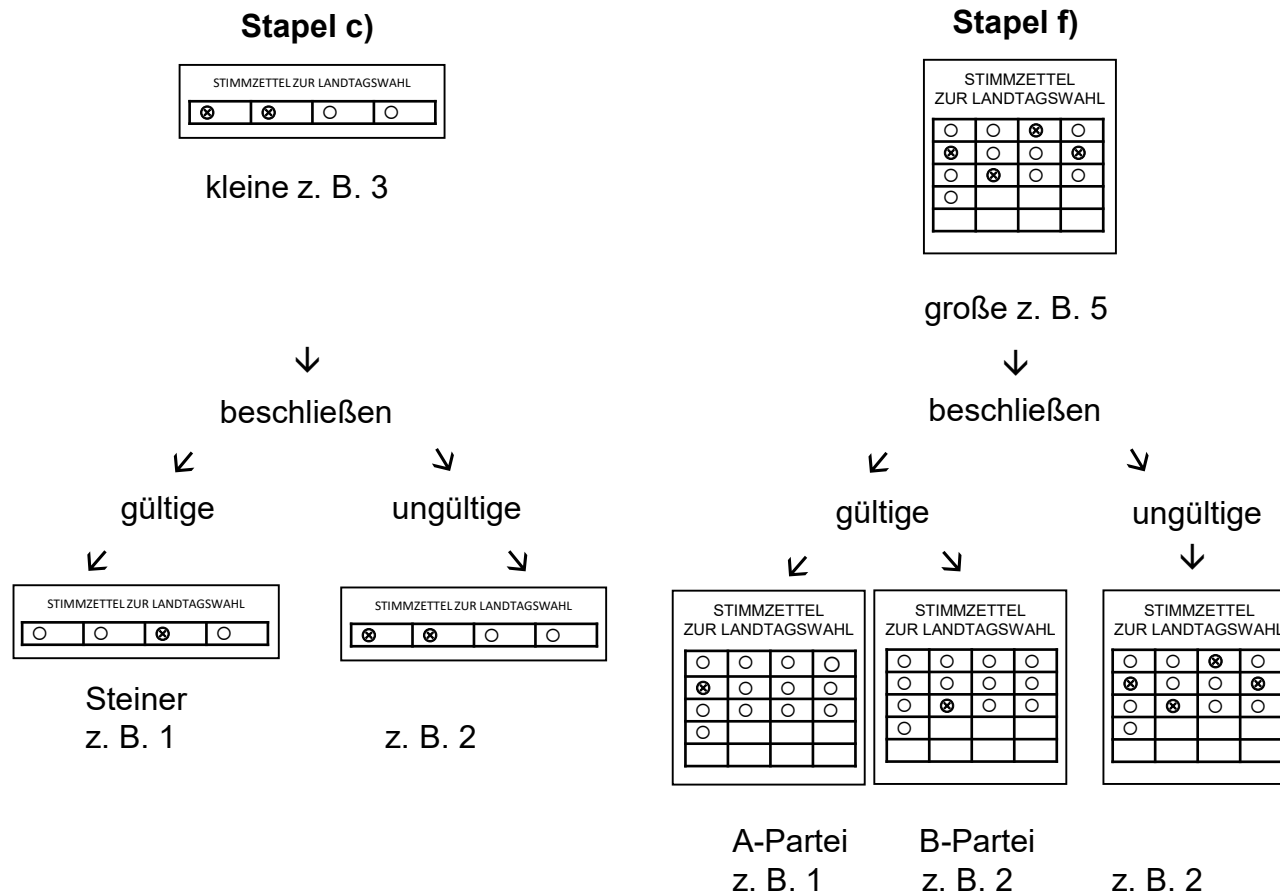 Stapel c)
STIMMZETTEL ZUR LANDTAGSWAHL
kleine z. B. 3
beschließen
gültige
ungültige
STIMMZETTEL ZUR LANDTAGSWAHL
Steiner
z. B. 1
STIMMZETTEL ZUR LANDTAGSWAHL
z. B. 2
Stapel f)
STIMMZETTEL
ZUR LANDTAGSWAHL
große z. B. 5
beschließen
gültige
ungültige
STIMMZETTEL
ZUR LANDTAGSWAHL
A-Partei
z. B. 1
STIMMZETTEL
ZUR LANDTAGSWAHL
B-Partei
z. B. 2
STIMMZETTEL
ZUR LANDTAGSWAHL
z. B. 2